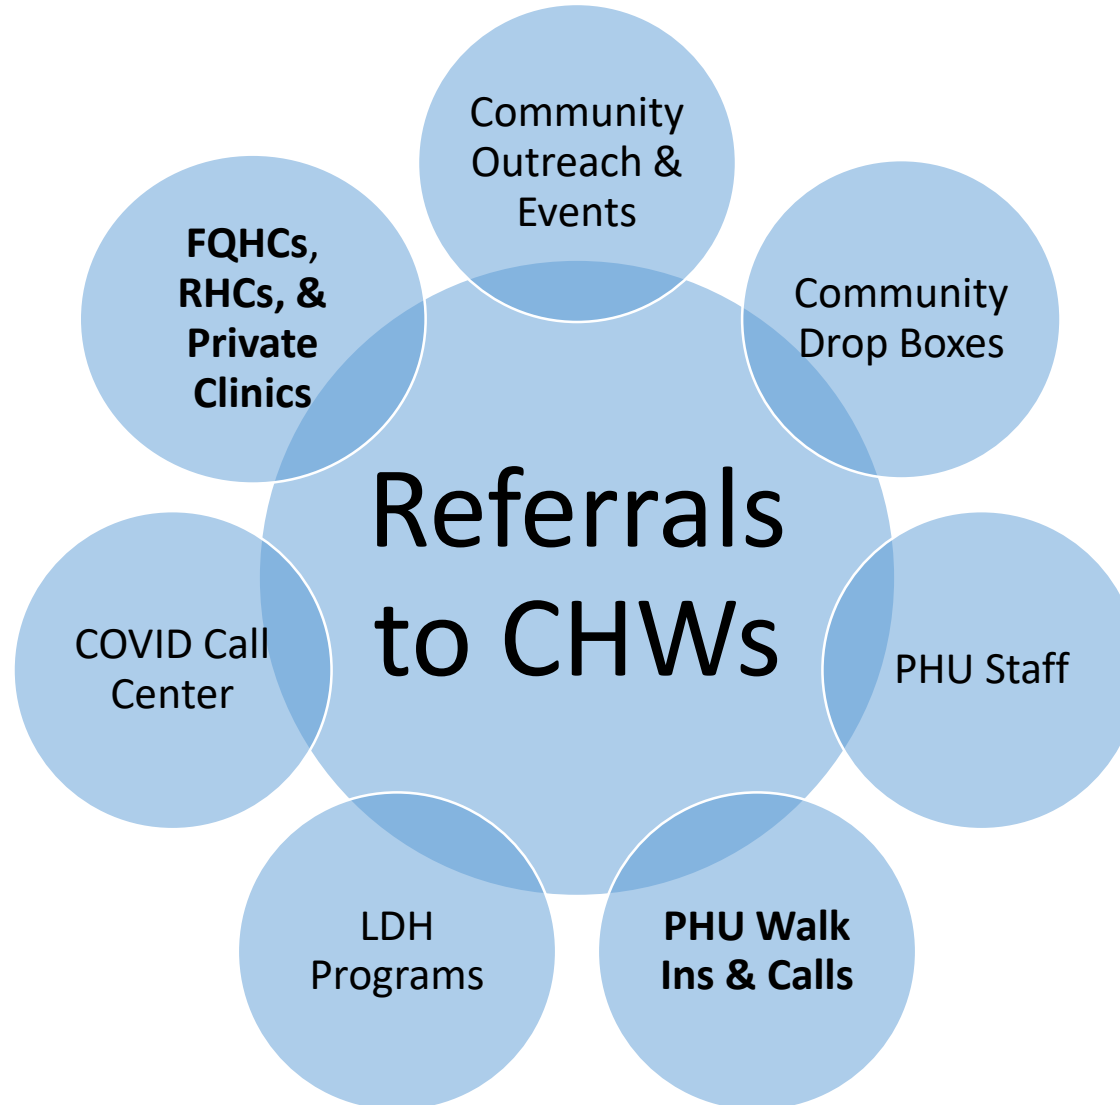 Community
Outreach &
Events
Community
Drop Boxes
PHU Staff
PHU Walk
Ins & Calls
LDH
Programs
COVID Call
Center
FQHCs,
RHCs, &
Private
Clinics
Referrals
to CHWs